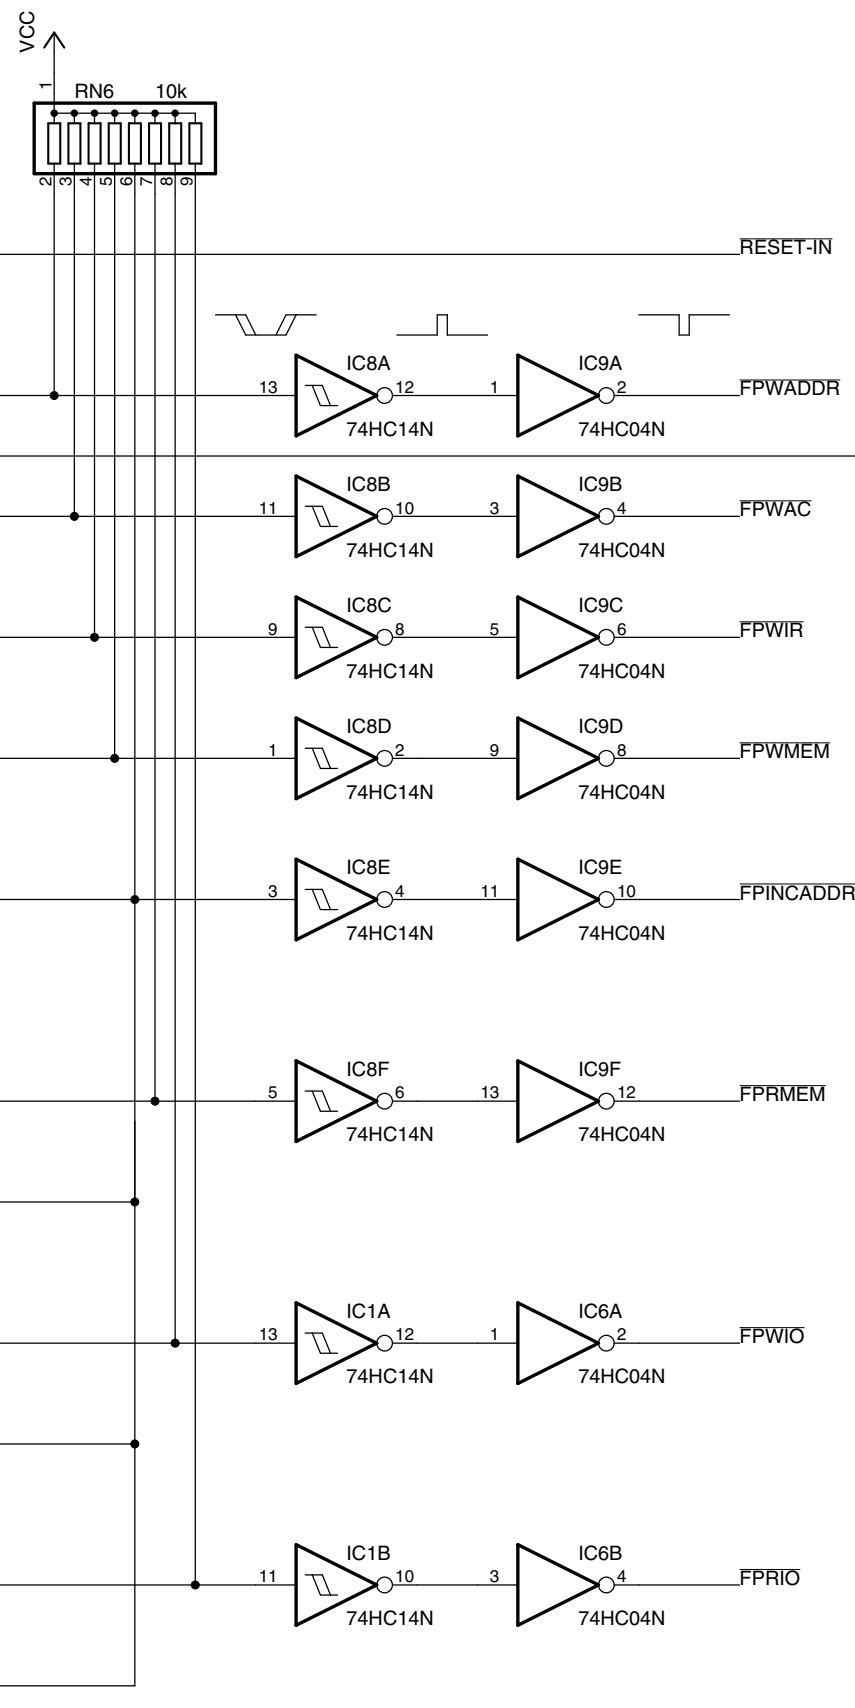 VCC
1
RN6 10k
2 3 4 5 6 7 8 9
RESET-IN
IC8A IC9A
13 12 1 2 FPWADDR
74HC14N 74HC04N
IC8B IC9B
11 10 3 4 FPWAC
74HC14N 74HC04N
IC8C IC9C
9 8 5 6 FPWIR
74HC14N 74HC04N
IC8D IC9D
1 2 9 8 FPWMEM
74HC14N 74HC04N
IC8E IC9E
3 4 11 10 FPINCADDR
74HC14N 74HC04N
IC8F IC9F
5 6 13 12 FPRMEM
74HC14N 74HC04N
IC1A IC6A
13 12 1 2 FPWIO
74HC14N 74HC04N
IC1B IC6B
11 10 3 4 FPRIO
74HC14N 74HC04N